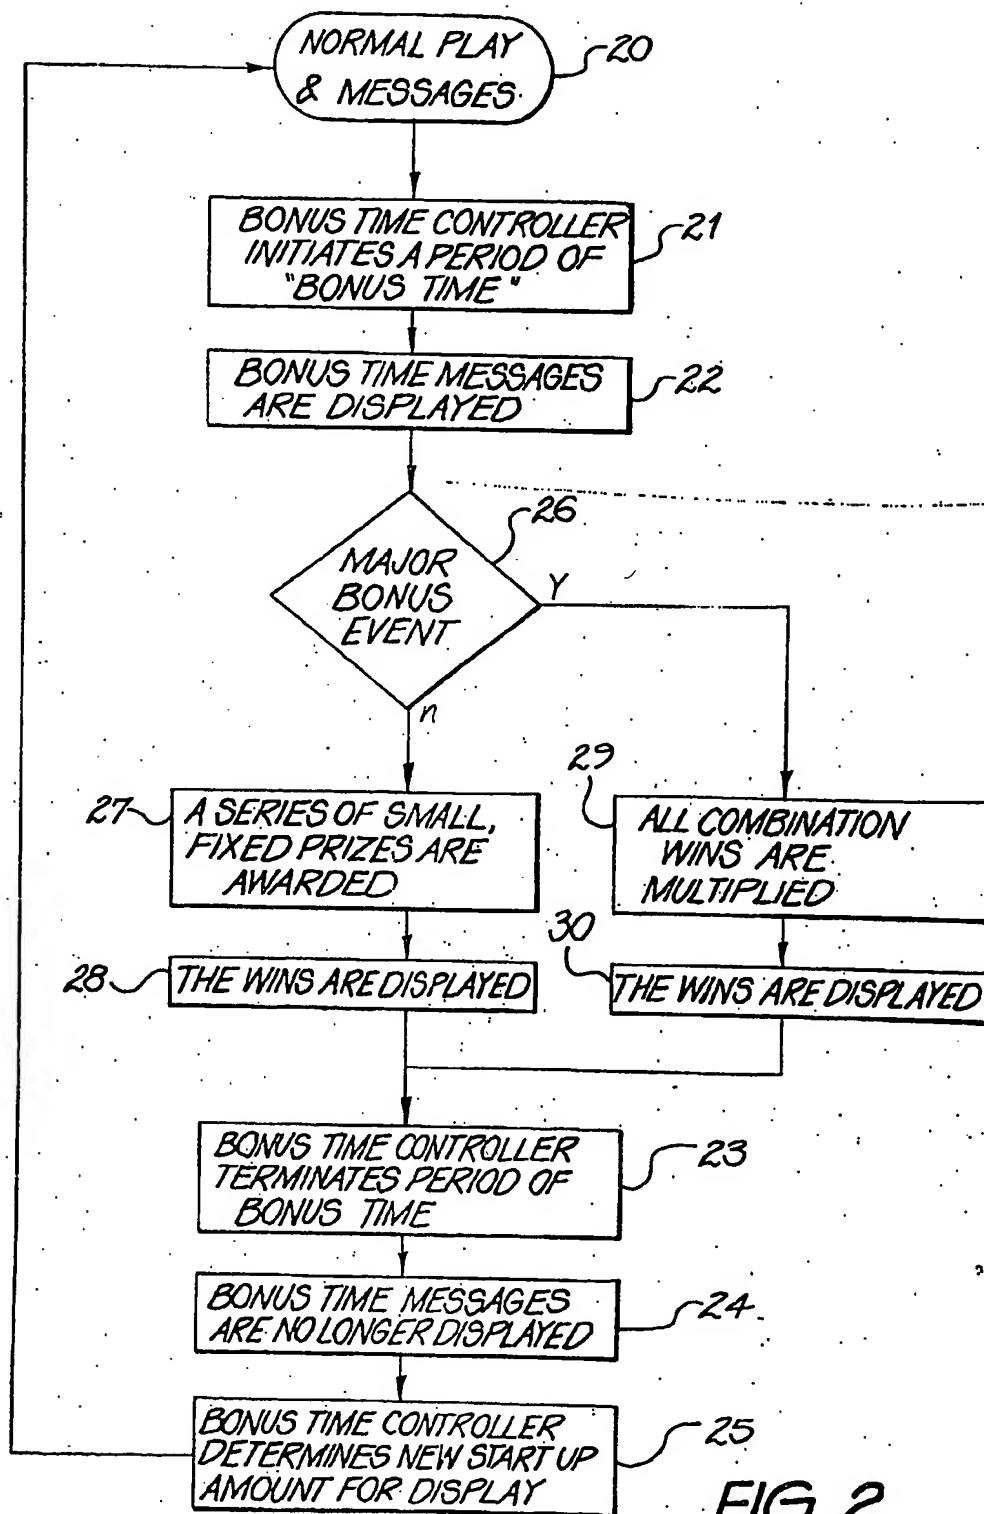 NORMAL PLAY
& MESSAGES
20
BONUS TIME CONTROLLER
INITIATES A PERIOD OF
"BONUS TIME"
21
BONUS TIME MESSAGES
ARE DISPLAYED
22
26
MAJOR
BONUS
EVENT
Y
n
27
A SERIES OF SMALL,
FIXED PRIZES ARE
AWARDED
29
ALL COMBINATION
WINS ARE
MULTIPLIED
28
THE WINS ARE DISPLAYED
30
THE WINS ARE DISPLAYED
BONUS TIME CONTROLLER
TERMINATES PERIOD OF
BONUS TIME
23
BONUS TIME MESSAGES
ARE NO LONGER DISPLAYED
24
BONUS TIME CONTROLLER
DETERMINES NEW START UP
AMOUNT FOR DISPLAY
25
FIG. 2